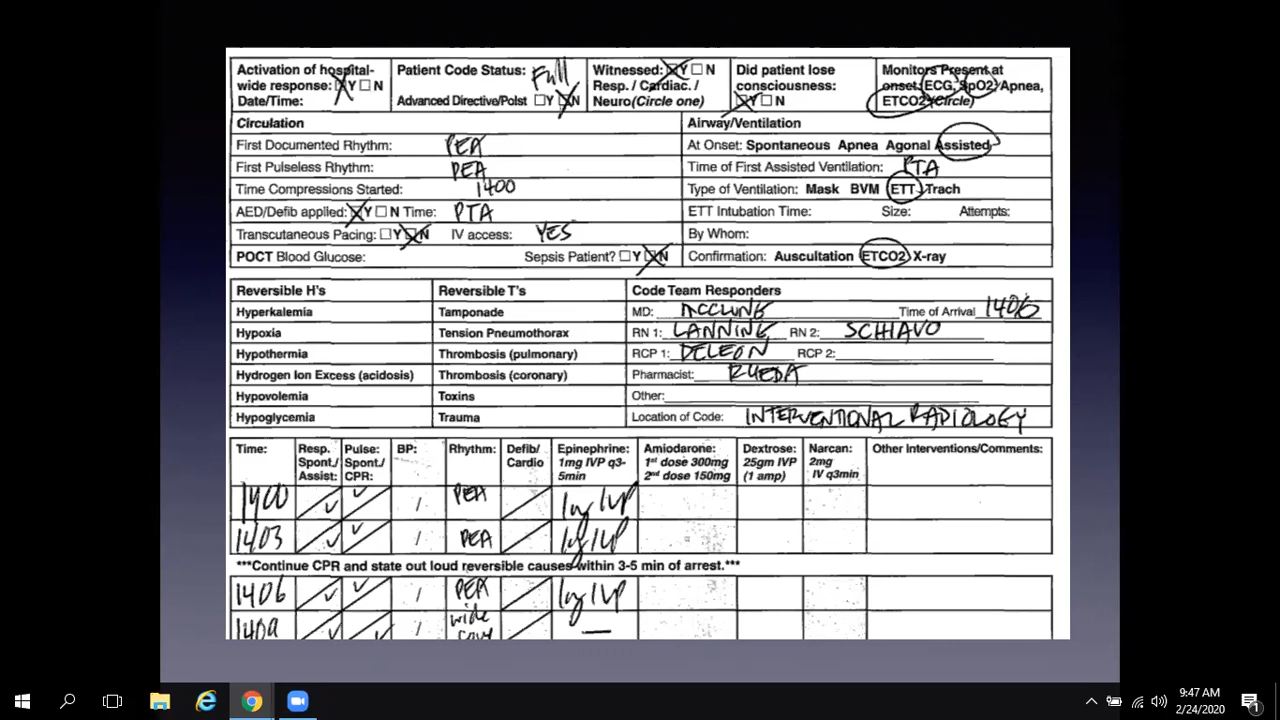 Activation of hospital-wide response: ☒Y ☐N
Date/Time:
Patient Code Status: Full
Advanced Directive/Polst ☐Y ☒N
Witnessed: ☒Y ☐N
Resp. / Cardiac. /
Neuro(Circle one)
Did patient lose
consciousness:
☒Y ☐N
Monitors Present at
onset: ECG, SpO2, Apnea,
ETCO2 (Circle)
Circulation
First Documented Rhythm: PEA
First Pulseless Rhythm: PEA
Time Compressions Started: 1400
AED/Defib applied: ☒Y ☐N Time: PTA
Transcutaneous Pacing: ☐Y ☒N IV access: YES
POCT Blood Glucose: Sepsis Patient? ☐Y ☒N
Airway/Ventilation
At Onset: Spontaneous Apnea Agonal Assisted
Time of First Assisted Ventilation: PTA
Type of Ventilation: Mask BVM ETT Trach
ETT Intubation Time: Size: Attempts:
By Whom:
Confirmation: Auscultation ETCO2 X-ray
Reversible H's
Hyperkalemia
Hypoxia
Hypothermia
Hydrogen Ion Excess (acidosis)
Hypovolemia
Hypoglycemia
Reversible T's
Tamponade
Tension Pneumothorax
Thrombosis (pulmonary)
Thrombosis (coronary)
Toxins
Trauma
Code Team Responders
MD: MCCLUNG Time of Arrival 1406
RN 1: LANNING RN 2: SCHIAVO
RCP 1: DELEON RCP 2:
Pharmacist: RUEDA
Other:
Location of Code: INTERVENTIONAL RADIOLOGY
Time: Resp. Spont./ Assist: Pulse: Spont./ CPR: BP: Rhythm: Defib/ Cardio Epinephrine: 1mg IVP q3-5min Amiodarone: 1st dose 300mg 2nd dose 150mg Dextrose: 25gm IVP (1 amp) Narcan: 2mg IV q3min Other Interventions/Comments:
1400 / ✓ ✓ / / PEA / 1mg IVP
1403 / ✓ ✓ / / PEA / 1mg IVP
***Continue CPR and state out loud reversible causes within 3-5 min of arrest.***
1406 / ✓ ✓ / / PEA / 1mg IVP
1409 / ✓ / ✓ / wide / —
9:47 AM
2/24/2020